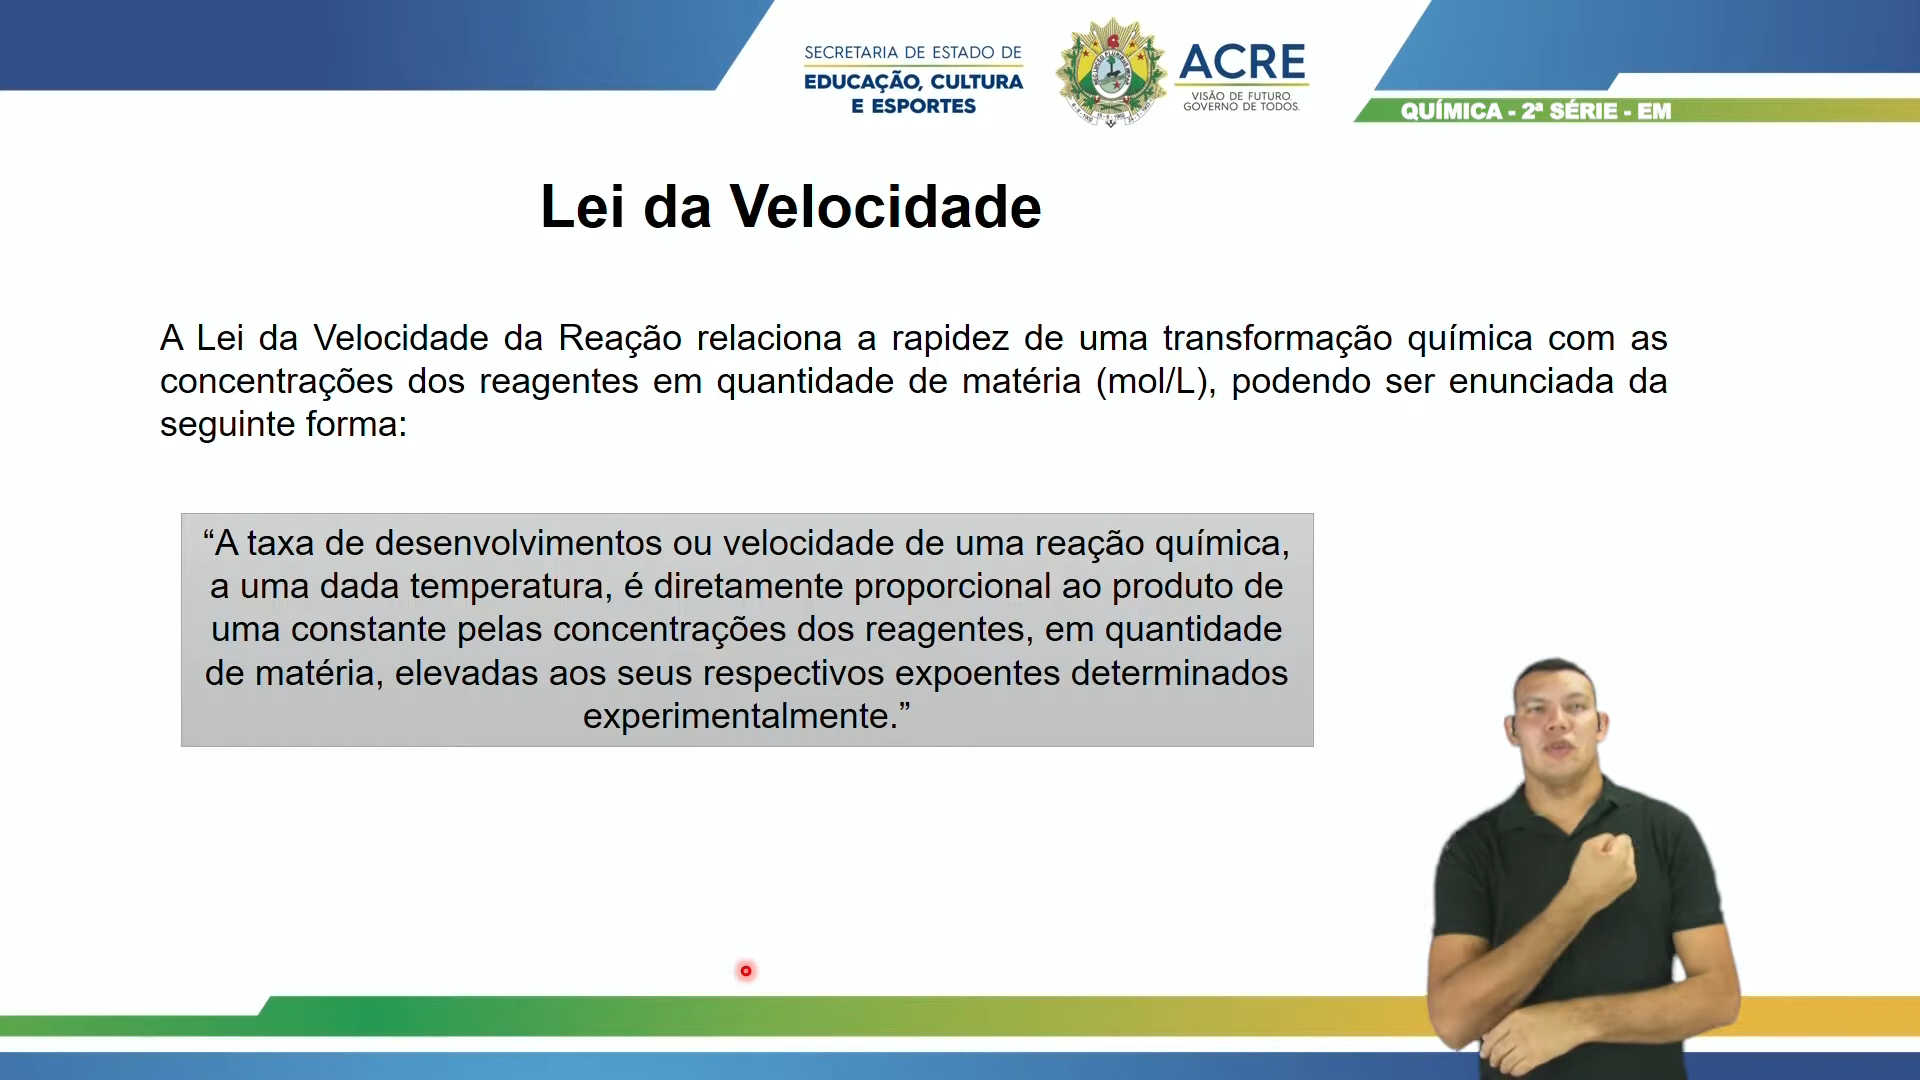 SECRETARIA DE ESTADO DE
EDUCAÇÃO, CULTURA
E ESPORTES
ACRE
VISÃO DE FUTURO.
GOVERNO DE TODOS.
QUÍMICA - 2ª SÉRIE - EM
Lei da Velocidade
A Lei da Velocidade da Reação relaciona a rapidez de uma transformação química com as
concentrações dos reagentes em quantidade de matéria (mol/L), podendo ser enunciada da
seguinte forma:
“A taxa de desenvolvimentos ou velocidade de uma reação química,
a uma dada temperatura, é diretamente proporcional ao produto de
uma constante pelas concentrações dos reagentes, em quantidade
de matéria, elevadas aos seus respectivos expoentes determinados
experimentalmente.”